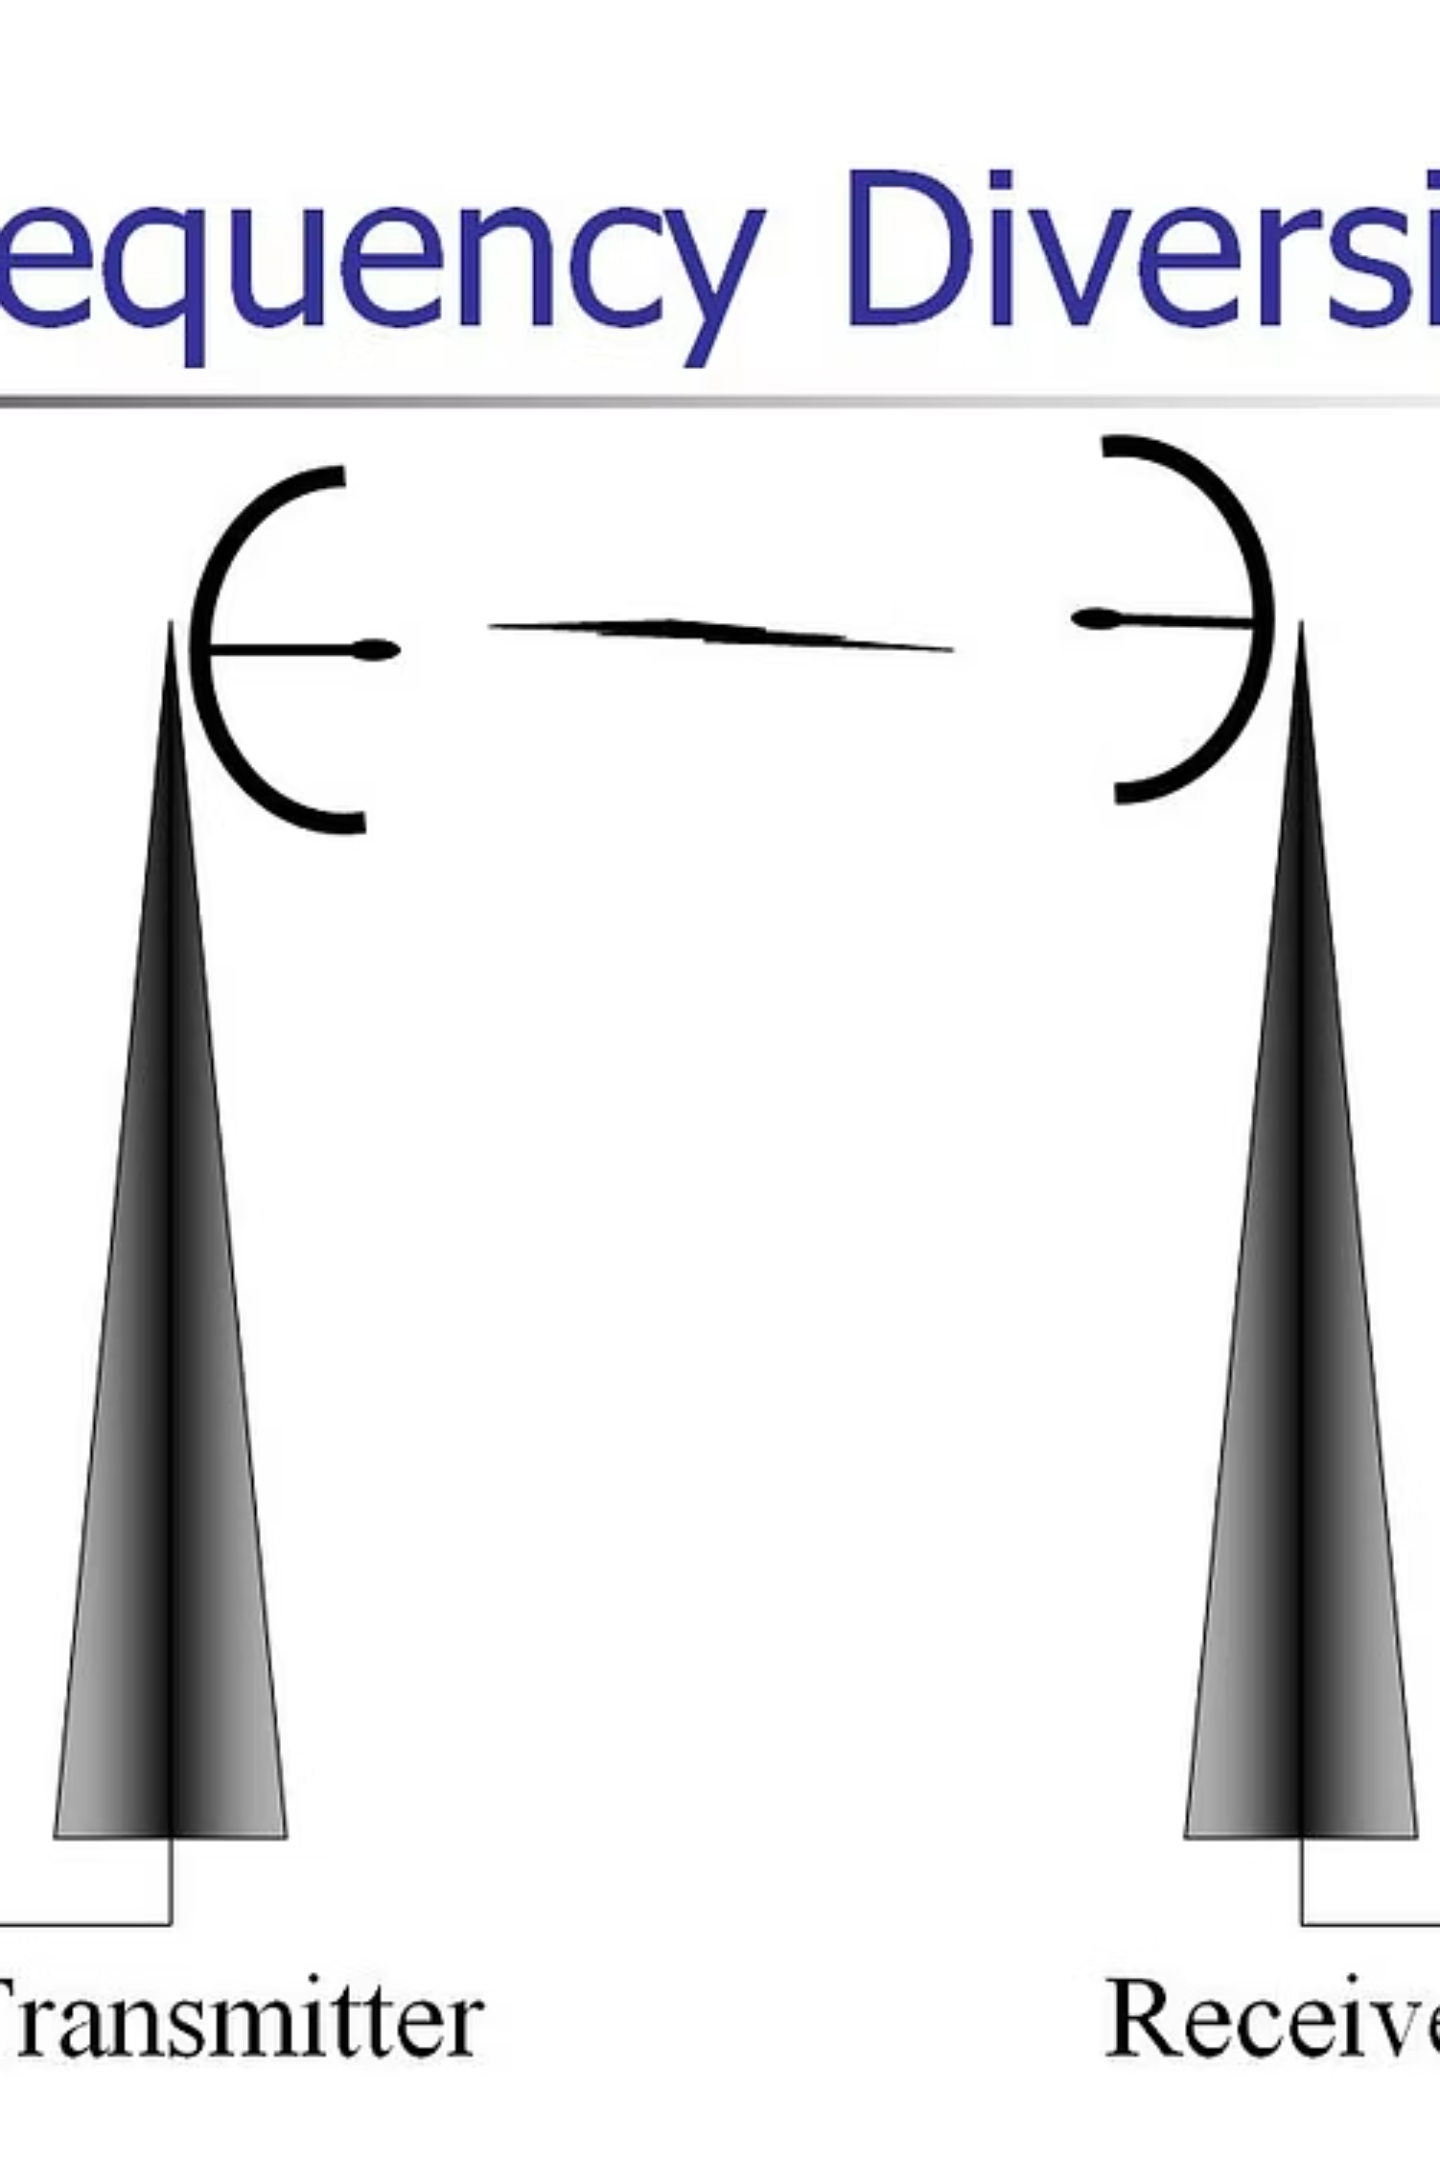 equency Diversi
Transmitter
Receive